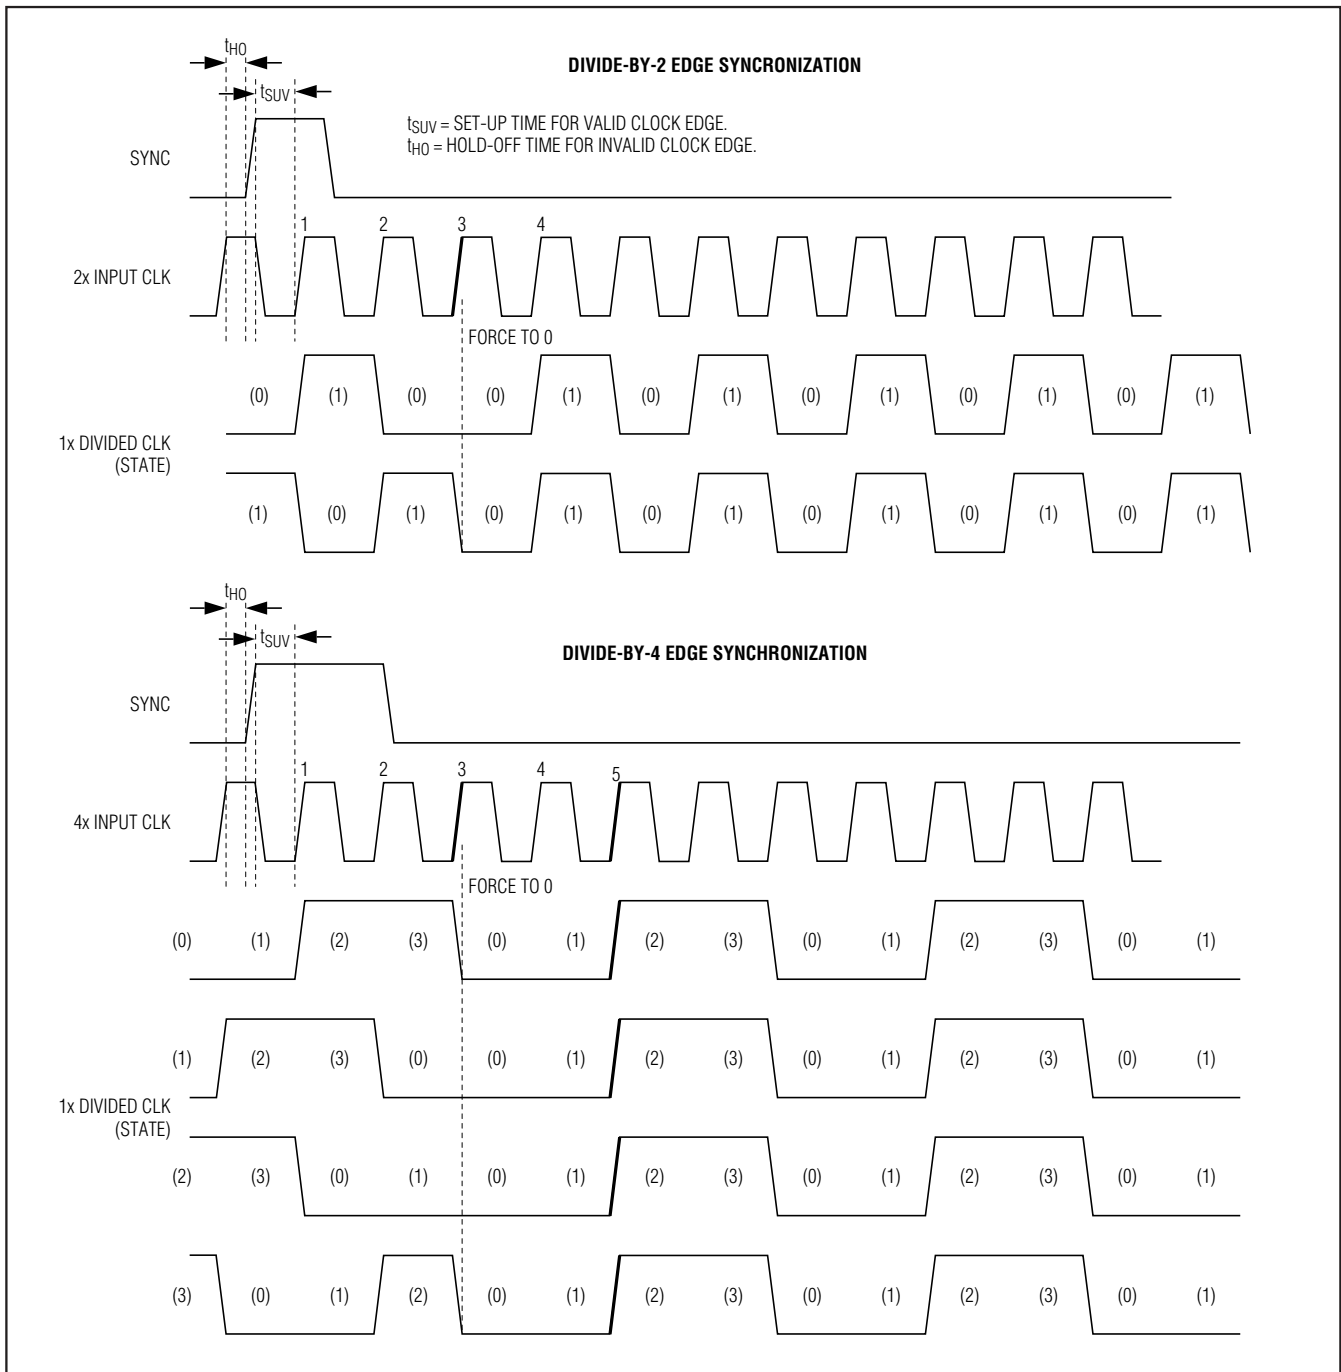 tHO
DIVIDE-BY-2 EDGE SYNCRONIZATION
tSUV
tSUV = SET-UP TIME FOR VALID CLOCK EDGE.
tHO = HOLD-OFF TIME FOR INVALID CLOCK EDGE.
SYNC
1 2 3 4
2x INPUT CLK
FORCE TO 0
(0) (1) (0) (0) (1) (0) (1) (0) (1) (0) (1) (0) (1)
1x DIVIDED CLK
(STATE)
(1) (0) (1) (0) (1) (0) (1) (0) (1) (0) (1) (0) (1)
tHO
tSUV
DIVIDE-BY-4 EDGE SYNCHRONIZATION
SYNC
1 2 3 4 5
4x INPUT CLK
FORCE TO 0
(0) (1) (2) (3) (0) (1) (2) (3) (0) (1) (2) (3) (0) (1)
(1) (2) (3) (0) (0) (1) (2) (3) (0) (1) (2) (3) (0) (1)
1x DIVIDED CLK
(STATE)
(2) (3) (0) (1) (0) (1) (2) (3) (0) (1) (2) (3) (0) (1)
(3) (0) (1) (2) (0) (1) (2) (3) (0) (1) (2) (3) (0) (1)